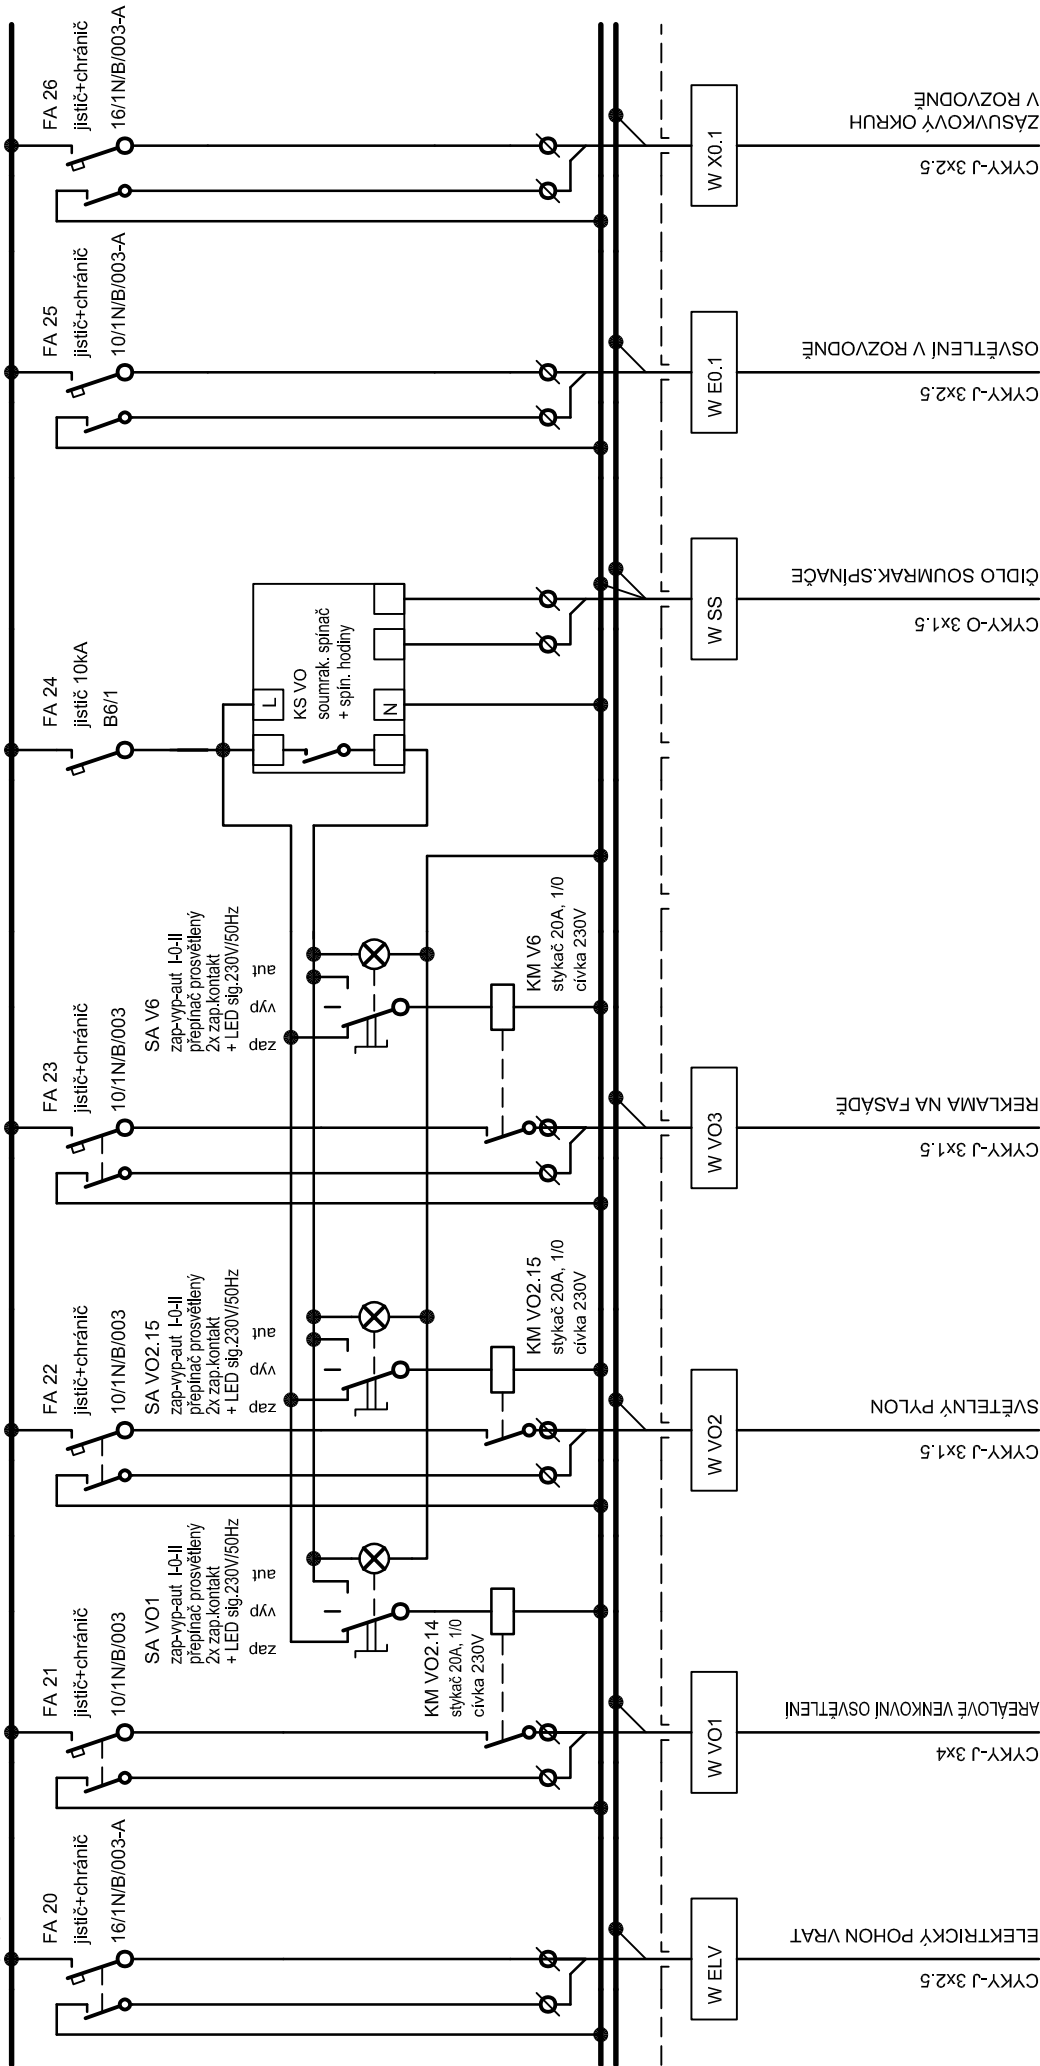 FA 20
jistič+chránič
16/1N/B/003-A
W ELV
ELEKTRICKÝ POHON VRAT
CYKY-J 3x2.5
FA 21
jistič+chránič
10/1N/B/003
SA VO1
zap-vyp-aut I-0-II
přepínač prosvětlený
2x zap.kontakt
+ LED sig.230V/50Hz
zap
vyp
aut
KM VO2.14
stykač 20A, 1/0
cívka 230V
W VO1
AREÁLOVÉ VENKOVNÍ OSVĚTLENÍ
CYKY-J 3x4
FA 22
jistič+chránič
10/1N/B/003
SA VO2.15
zap-vyp-aut I-0-II
přepínač prosvětlený
2x zap.kontakt
+ LED sig.230V/50Hz
zap
vyp
aut
KM VO2.15
stykač 20A, 1/0
cívka 230V
W VO2
SVĚTELNÝ PYLON
CYKY-J 3x1.5
FA 23
jistič+chránič
10/1N/B/003
SA V6
zap-vyp-aut I-0-II
přepínač prosvětlený
2x zap.kontakt
+ LED sig.230V/50Hz
zap
vyp
aut
KM V6
stykač 20A, 1/0
cívka 230V
W VO3
REKLAMA NA FASÁDĚ
CYKY-J 3x1.5
FA 24
jistič 10kA
B6/1
L
KS VO
soumrak. spínač
+ spín. hodiny
N
W SS
ČIDLO SOUMRAK.SPÍNAČE
CYKY-O 3x1.5
FA 25
jistič+chránič
10/1N/B/003-A
W E0.1
OSVĚTLENÍ V ROZVODNĚ
CYKY-J 3x2.5
FA 26
jistič+chránič
16/1N/B/003-A
W X0.1
ZÁSUVKOVÝ OKRUH
V ROZVODNĚ
CYKY-J 3x2.5